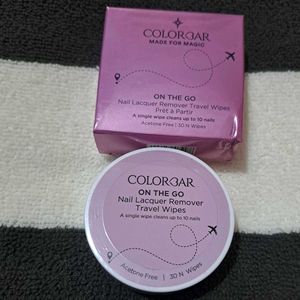 COLORBAR
MADE FOR MAGIC
ON THE GO
Nail Lacquer Remover Travel Wipes
Prêt à Partir
A single wipe cleans up to 10 nails
Acetone Free | 30 N Wipes
COLORBAR
ON THE GO
Nail Lacquer Remover
Travel Wipes
A single wipe cleans up to 10 nails
Acetone Free | 30 N Wipes